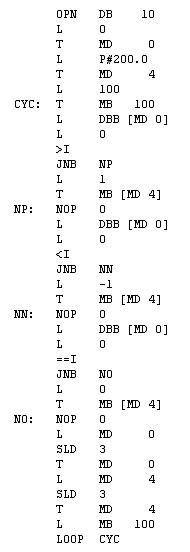 OPN DB 10
L 0
T MD 0
L P#200.0
T MD 4
L 100
CYC: T MB 100
L DBB [MD 0]
L 0
>I
JNB NP
L 1
T MB [MD 4]
NP: NOP 0
L DBB [MD 0]
L 0
<I
JNB NN
L -1
T MB [MD 4]
NN: NOP 0
L DBB [MD 0]
L 0
==I
JNB NO
L 0
T MB [MD 4]
NO: NOP 0
L MD 0
SLD 3
T MD 0
L MD 4
SLD 3
T MD 4
L MB 100
LOOP CYC